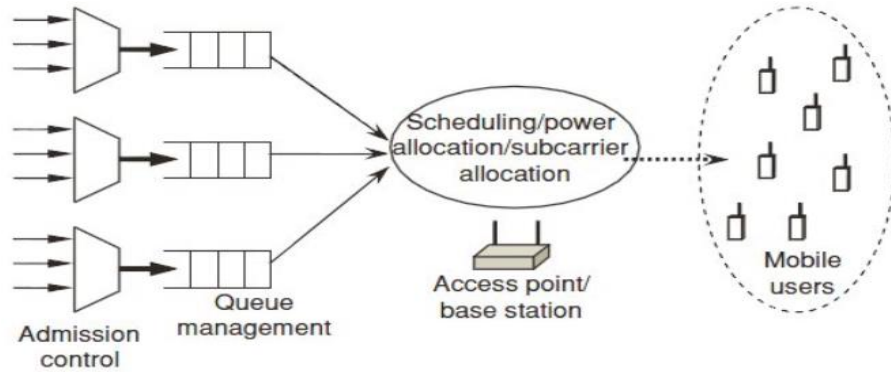 Scheduling/power
allocation/subcarrier
allocation
Access point/
base station
Mobile
users
Queue
management
Admission
control